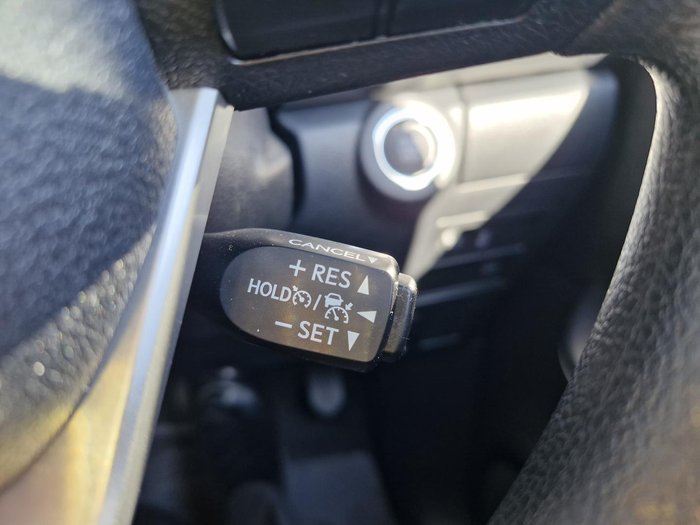 CANCEL
+ RES
HOLD /
– SET